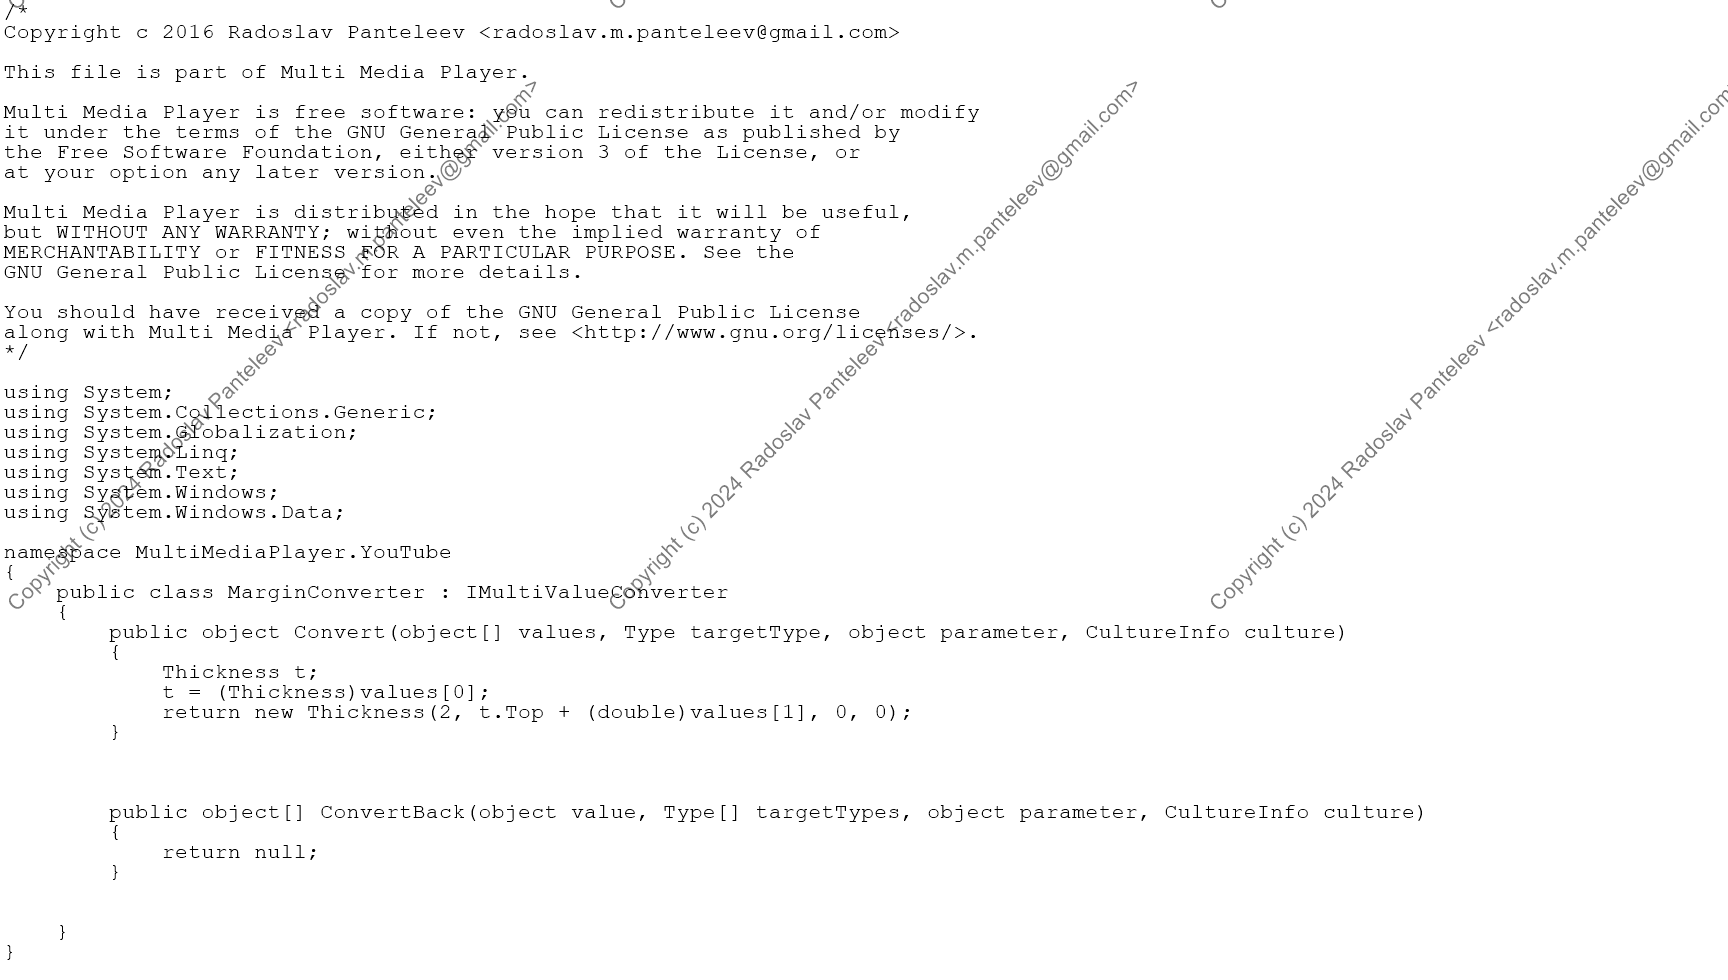 /*
Copyright c 2016 Radoslav Panteleev <radoslav.m.panteleev@gmail.com>

This file is part of Multi Media Player.

Multi Media Player is free software: you can redistribute it and/or modify
it under the terms of the GNU General Public License as published by
the Free Software Foundation, either version 3 of the License, or
at your option any later version.

Multi Media Player is distributed in the hope that it will be useful,
but WITHOUT ANY WARRANTY; without even the implied warranty of
MERCHANTABILITY or FITNESS FOR A PARTICULAR PURPOSE. See the
GNU General Public License for more details.

You should have received a copy of the GNU General Public License
along with Multi Media Player. If not, see <http://www.gnu.org/licenses/>.
*/

using System;
using System.Collections.Generic;
using System.Globalization;
using System.Linq;
using System.Text;
using System.Windows;
using System.Windows.Data;

namespace MultiMediaPlayer.YouTube
{
    public class MarginConverter : IMultiValueConverter
    {
        public object Convert(object[] values, Type targetType, object parameter, CultureInfo culture)
        {
            Thickness t;
            t = (Thickness)values[0];
            return new Thickness(2, t.Top + (double)values[1], 0, 0);
        }

        public object[] ConvertBack(object value, Type[] targetTypes, object parameter, CultureInfo culture)
        {
            return null;
        }

    }
}
Copyright (c) 2024 Radoslav Panteleev <radoslav.m.panteleev@gmail.com>
Copyright (c) 2024 Radoslav Panteleev <radoslav.m.panteleev@gmail.com>
Copyright (c) 2024 Radoslav Panteleev <radoslav.m.panteleev@gmail.com>